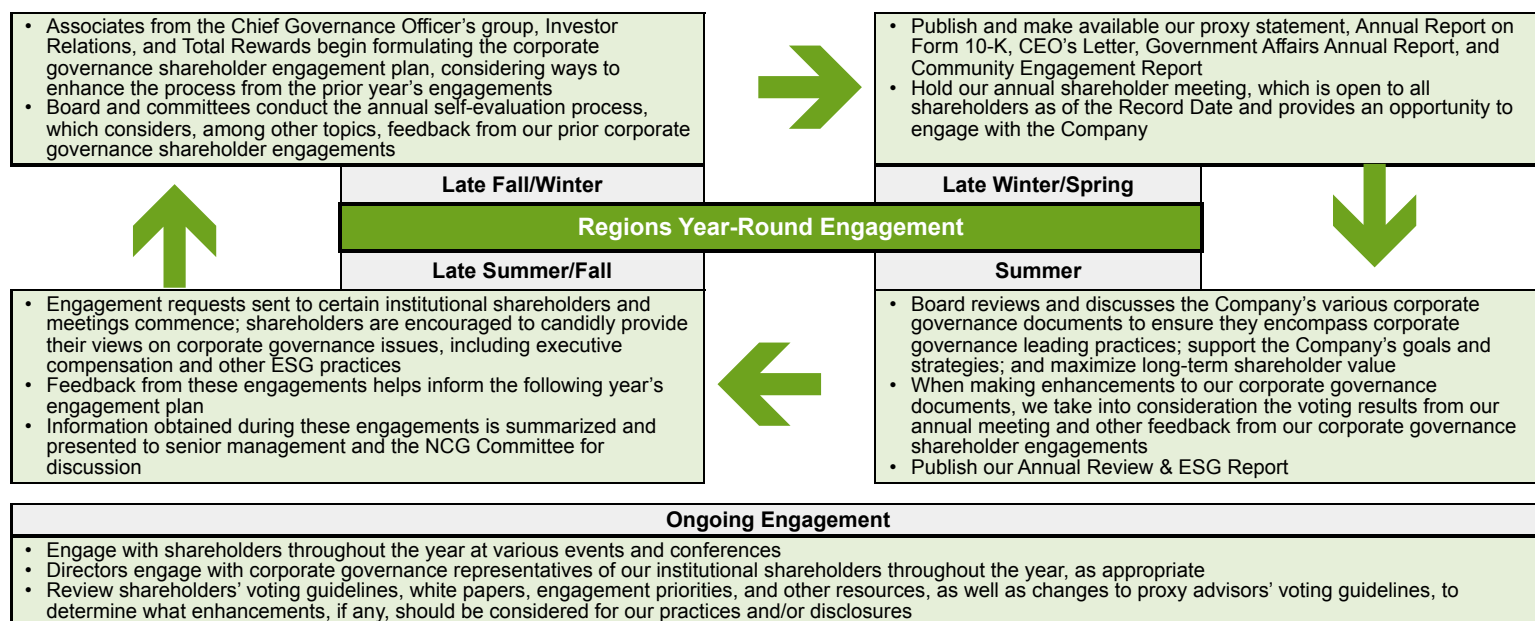 • Associates from the Chief Governance Officer's group, Investor
Relations, and Total Rewards begin formulating the corporate
governance shareholder engagement plan, considering ways to
enhance the process from the prior year's engagements
• Board and committees conduct the annual self-evaluation process,
which considers, among other topics, feedback from our prior corporate
governance shareholder engagements
• Publish and make available our proxy statement, Annual Report on
Form 10-K, CEO's Letter, Government Affairs Annual Report, and
Community Engagement Report
• Hold our annual shareholder meeting, which is open to all
shareholders as of the Record Date and provides an opportunity to
engage with the Company
Late Fall/Winter
Late Winter/Spring
Regions Year-Round Engagement
Late Summer/Fall
Summer
• Engagement requests sent to certain institutional shareholders and
meetings commence; shareholders are encouraged to candidly provide
their views on corporate governance issues, including executive
compensation and other ESG practices
• Feedback from these engagements helps inform the following year's
engagement plan
• Information obtained during these engagements is summarized and
presented to senior management and the NCG Committee for
discussion
• Board reviews and discusses the Company's various corporate
governance documents to ensure they encompass corporate
governance leading practices; support the Company's goals and
strategies; and maximize long-term shareholder value
• When making enhancements to our corporate governance
documents, we take into consideration the voting results from our
annual meeting and other feedback from our corporate governance
shareholder engagements
• Publish our Annual Review & ESG Report
Ongoing Engagement
• Engage with shareholders throughout the year at various events and conferences
• Directors engage with corporate governance representatives of our institutional shareholders throughout the year, as appropriate
• Review shareholders' voting guidelines, white papers, engagement priorities, and other resources, as well as changes to proxy advisors' voting guidelines, to
determine what enhancements, if any, should be considered for our practices and/or disclosures